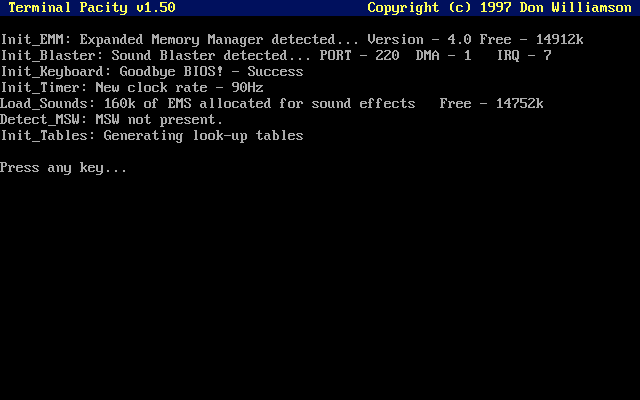 Terminal Pacity v1.50 Copyright (c) 1997 Don Williamson
Init_EMM: Expanded Memory Manager detected... Version - 4.0 Free - 14912k
Init_Blaster: Sound Blaster detected... PORT - 220 DMA - 1 IRQ - 7
Init_Keyboard: Goodbye BIOS! - Success
Init_Timer: New clock rate - 90Hz
Load_Sounds: 160k of EMS allocated for sound effects Free - 14752k
Detect_MSW: MSW not present.
Init_Tables: Generating look-up tables
Press any key...